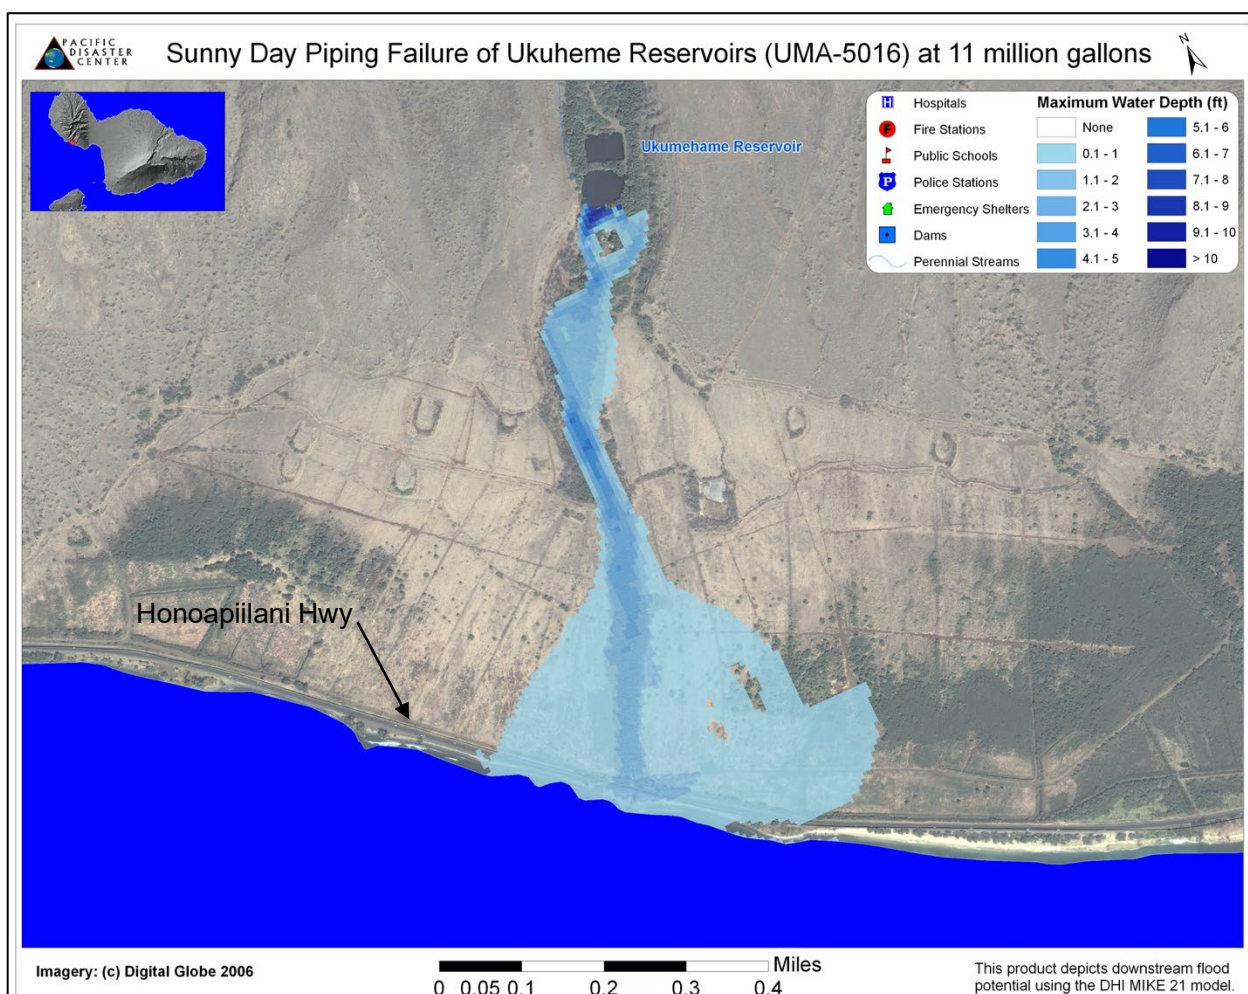 PACIFIC
DISASTER
CENTER
Sunny Day Piping Failure of Ukuheme Reservoirs (UMA-5016) at 11 million gallons
N
Ukumehame Reservoir
H Hospitals
F Fire Stations
Public Schools
P Police Stations
Emergency Shelters
Dams
Perennial Streams
Maximum Water Depth (ft)
None
0.1 - 1
1.1 - 2
2.1 - 3
3.1 - 4
4.1 - 5
5.1 - 6
6.1 - 7
7.1 - 8
8.1 - 9
9.1 - 10
> 10
Honoapiilani Hwy
Imagery: (c) Digital Globe 2006
Miles
0 0.05 0.1 0.2 0.3 0.4
This product depicts downstream flood
potential using the DHI MIKE 21 model.